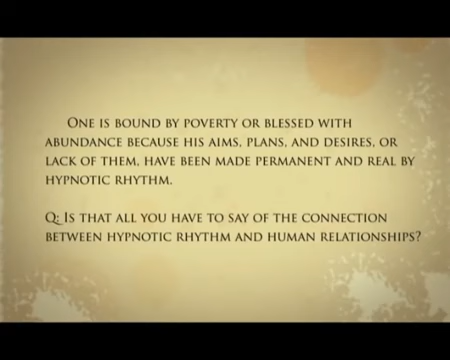 One is bound by poverty or blessed with
abundance because his aims, plans, and desires, or
lack of them, have been made permanent and real by
hypnotic rhythm.
Q: Is that all you have to say of the connection
between hypnotic rhythm and human relationships?